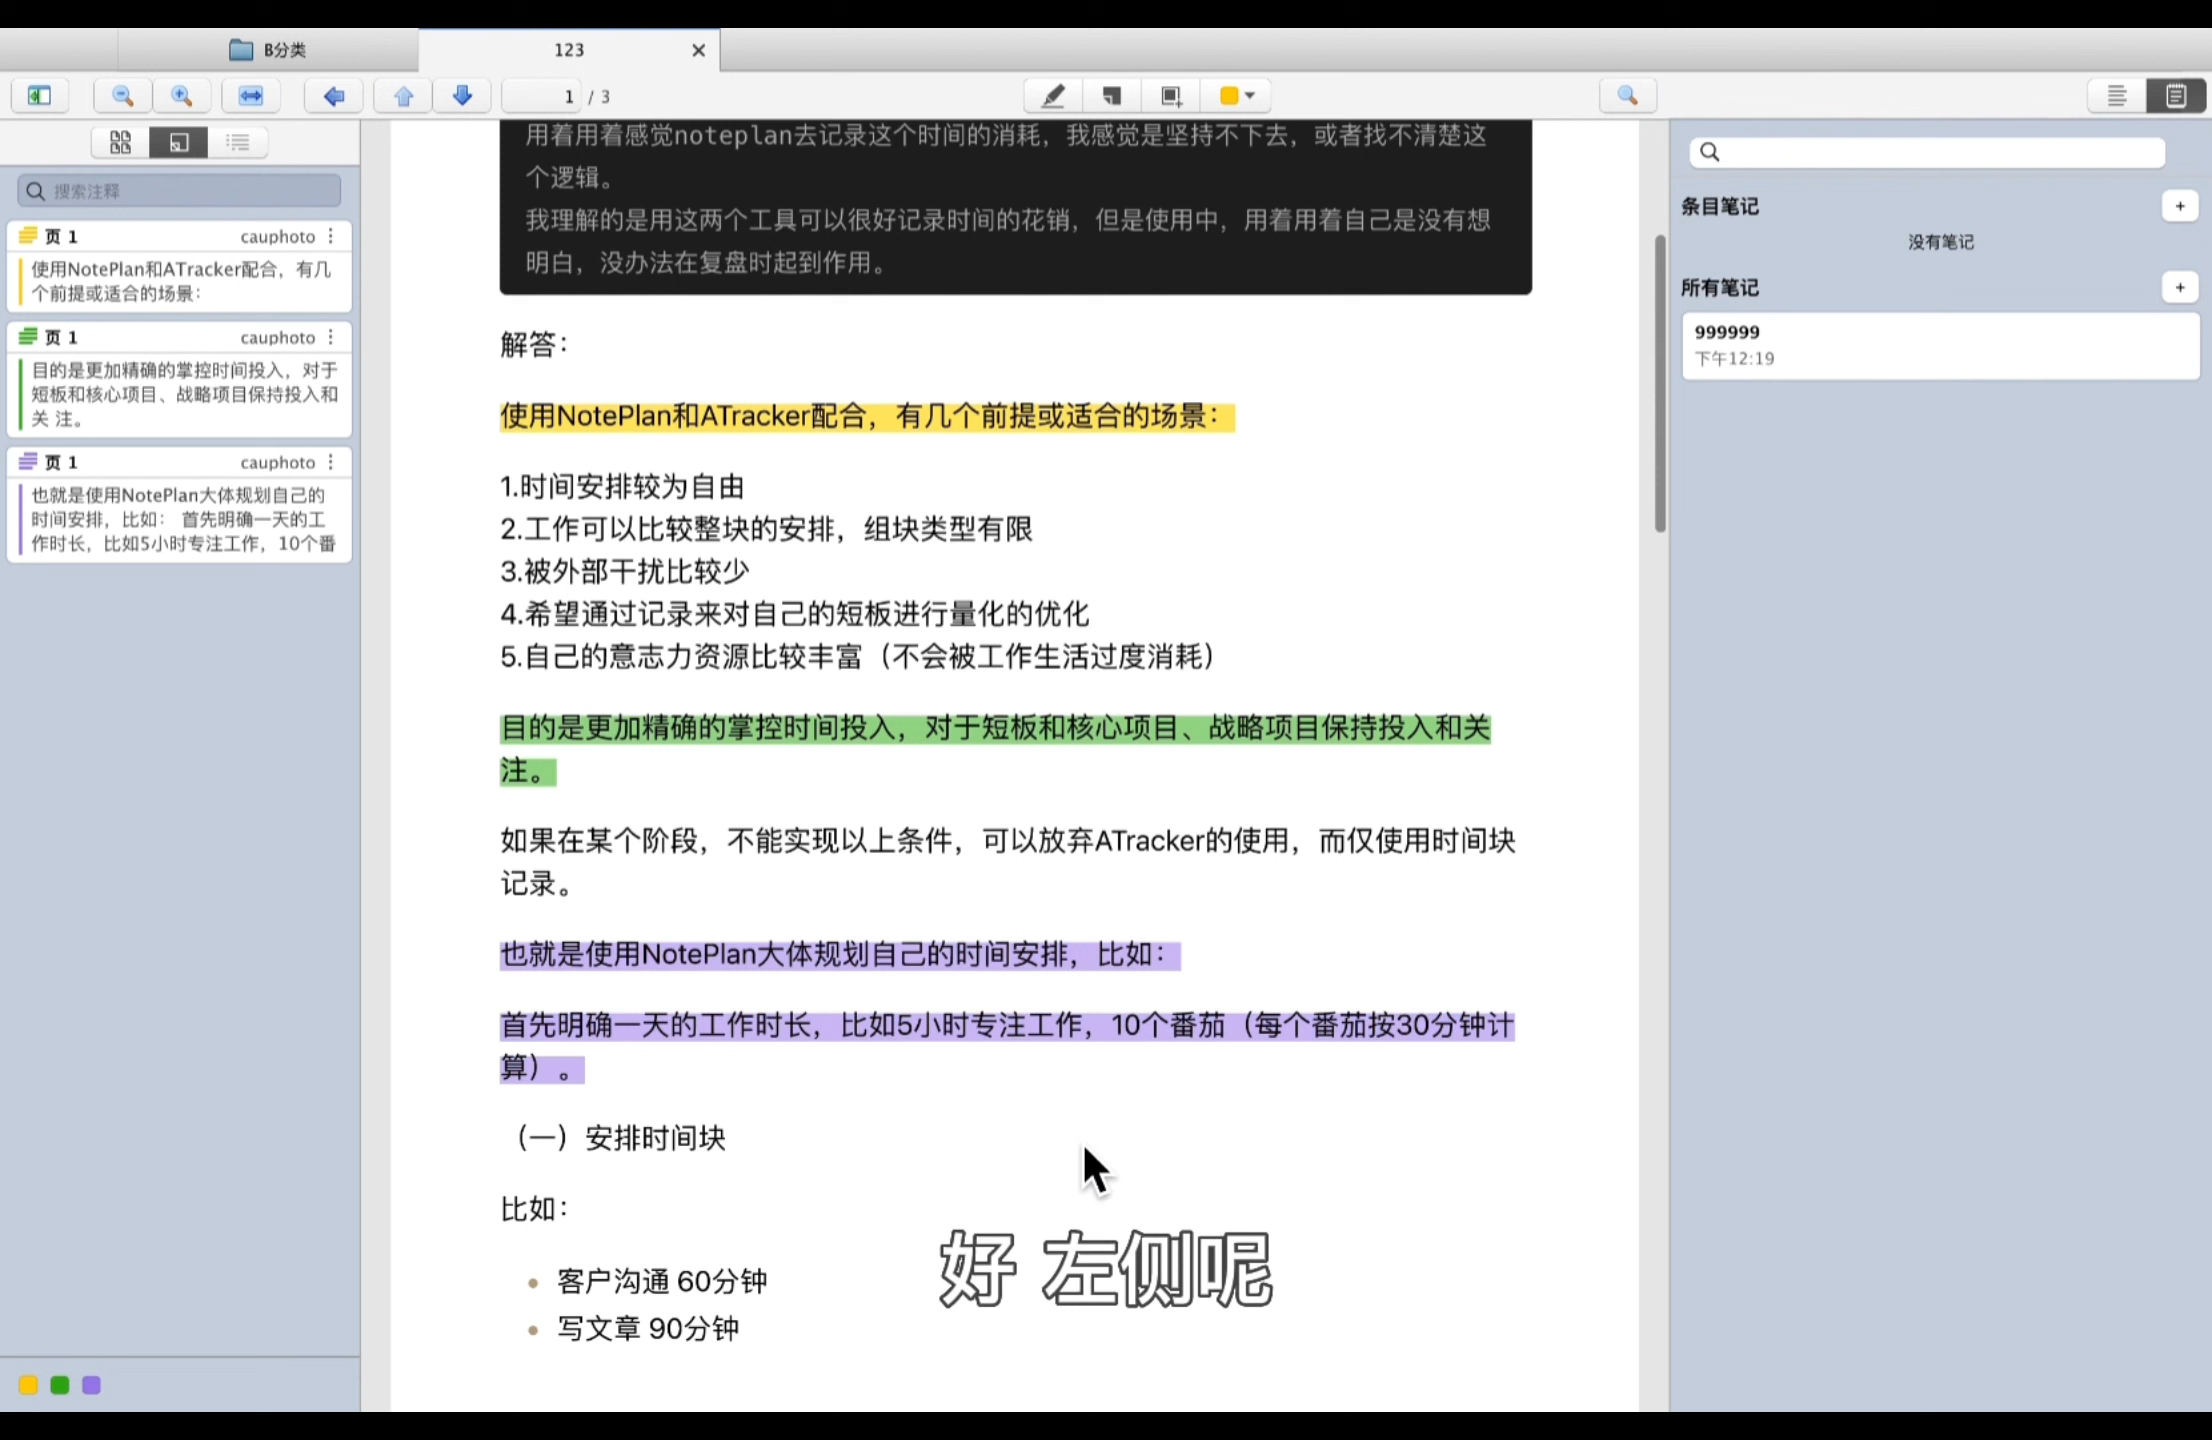 B分类
123
1 / 3
搜索注释
页 1 cauphoto
使用NotePlan和ATracker配合，有几
个前提或适合的场景：
页 1 cauphoto
目的是更加精确的掌控时间投入，对于
短板和核心项目、战略项目保持投入和
关 注。
页 1 cauphoto
也就是使用NotePlan大体规划自己的
时间安排，比如： 首先明确一天的工
作时长，比如5小时专注工作，10个番
用着用着感觉noteplan去记录这个时间的消耗，我感觉是坚持不下去，或者找不清楚这
个逻辑。
我理解的是用这两个工具可以很好记录时间的花销，但是使用中，用着用着自己是没有想
明白，没办法在复盘时起到作用。
解答：
使用NotePlan和ATracker配合，有几个前提或适合的场景：
1.时间安排较为自由
2.工作可以比较整块的安排，组块类型有限
3.被外部干扰比较少
4.希望通过记录来对自己的短板进行量化的优化
5.自己的意志力资源比较丰富（不会被工作生活过度消耗）
目的是更加精确的掌控时间投入，对于短板和核心项目、战略项目保持投入和关
注。
如果在某个阶段，不能实现以上条件，可以放弃ATracker的使用，而仅使用时间块
记录。
也就是使用NotePlan大体规划自己的时间安排，比如：
首先明确一天的工作时长，比如5小时专注工作，10个番茄（每个番茄按30分钟计
算）。
（一）安排时间块
比如：
客户沟通 60分钟
写文章 90分钟
好 左侧呢
条目笔记
没有笔记
所有笔记
999999
下午12:19